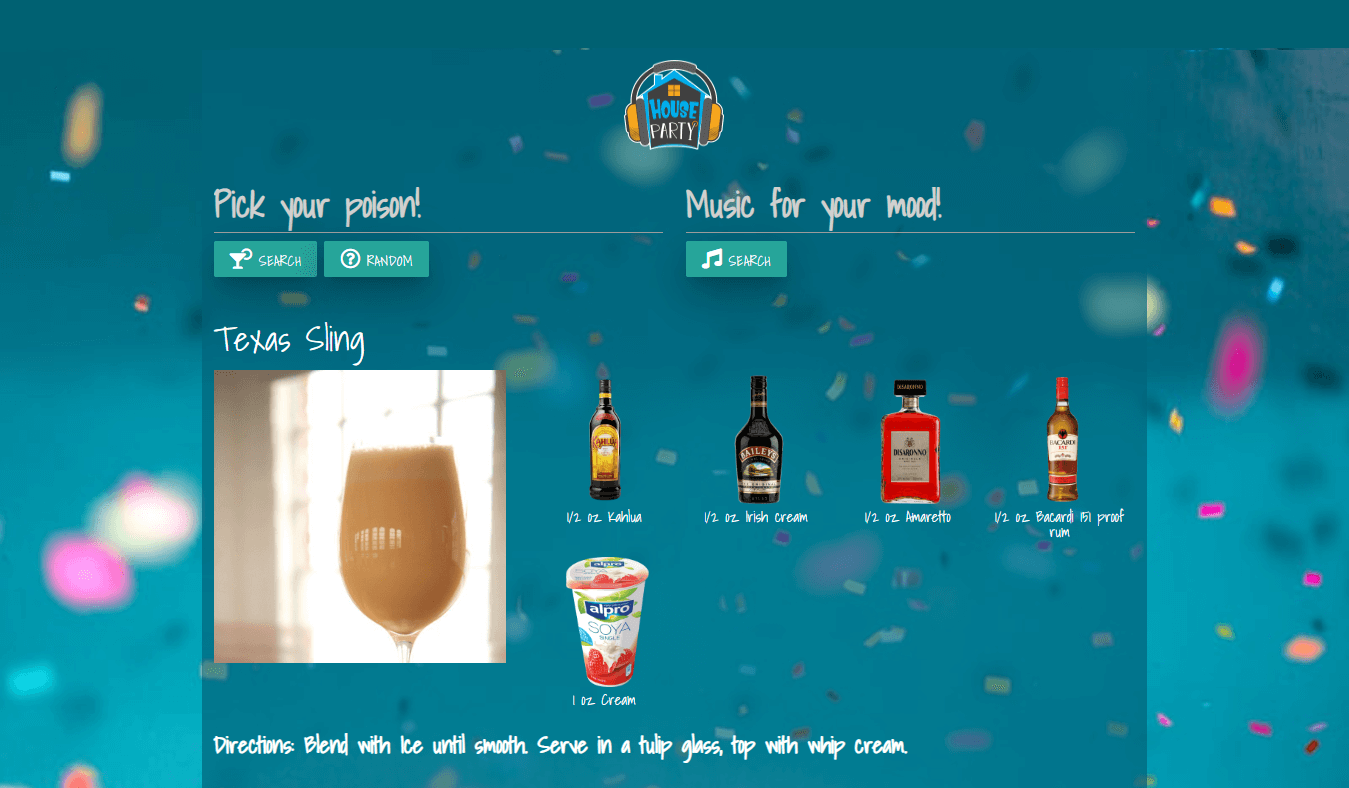 HOUSE
PARTY
Pick your poison!
Music for your mood!
SEARCH
RANDOM
SEARCH
Texas Sling
KAHLUA
BAILEYS
DISARONNO
DISARONNO
BACARDI
1/2 oz Kahlua
1/2 oz Irish cream
1/2 oz Amaretto
1/2 oz Bacardi 151 proof
rum
alpro
alpro
SOYA
SINGLE
1 oz Cream
Directions: Blend with Ice until smooth. Serve in a tulip glass, top with whip cream.